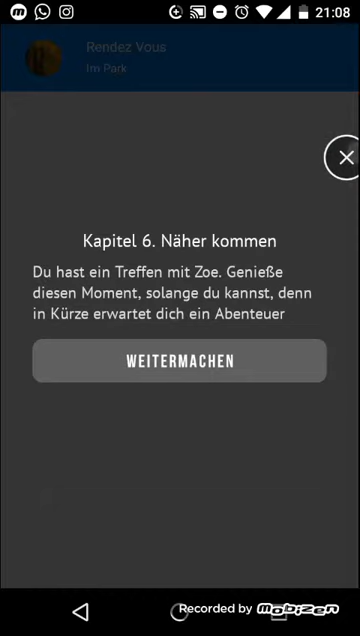 21:08
Rendez Vous
Im Park
Kapitel 6. Näher kommen
Du hast ein Treffen mit Zoe. Genieße
diesen Moment, solange du kannst, denn
in Kürze erwartet dich ein Abenteuer
WEITERMACHEN
Recorded by MOBIZEN